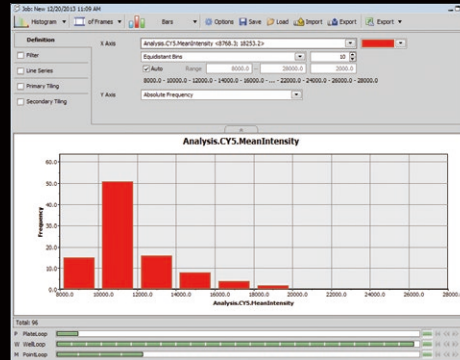 Job: New 12/20/2013 11:09 AM
Histogram of Frames Bars Options Save Load Import Export Export
Definition
Filter
Line Series
Primary Tiling
Secondary Tiling
X Axis Analysis.CY5.MeanIntensity <8768.3; 18253.2>
Equidistant Bins 10
Auto Range 8000.0 - 28000.0 2000.0
8000.0 - 10000.0 - 12000.0 - 14000.0 - 16000.0 - ... - 22000.0 - 24000.0 - 26000.0 - 28000.0
Y Axis Absolute Frequency
Analysis.CY5.MeanIntensity
Frequency
60.0
50.0
40.0
30.0
20.0
10.0
0.0
8000.0 10000.0 12000.0 14000.0 16000.0 18000.0 20000.0 22000.0 24000.0 26000.0 28000.0
Analysis.CY5.MeanIntensity
Total: 96
P PlateLoop
W WellLoop
M PointLoop